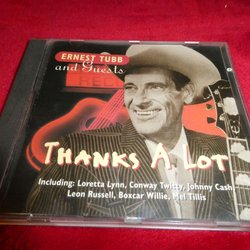 ERNEST TUBB
and Guests
THANKS A LOT
Including: Loretta Lynn, Conway Twitty, Johnny Cash
Leon Russell, Boxcar Willie, Mel Tillis